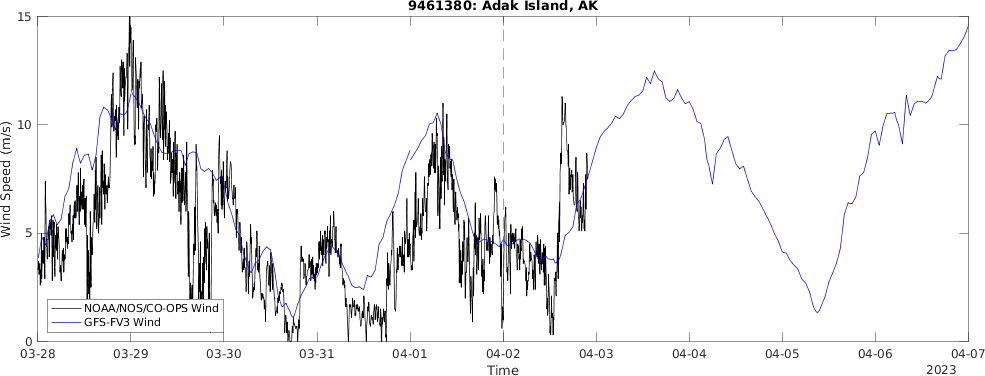 9461380: Adak Island, AK
Wind Speed (m/s)
15
10
5
0
NOAA/NOS/CO-OPS Wind
GFS-FV3 Wind
03-28 03-29 03-30 03-31 04-01 04-02 04-03 04-04 04-05 04-06 04-07
Time
2023